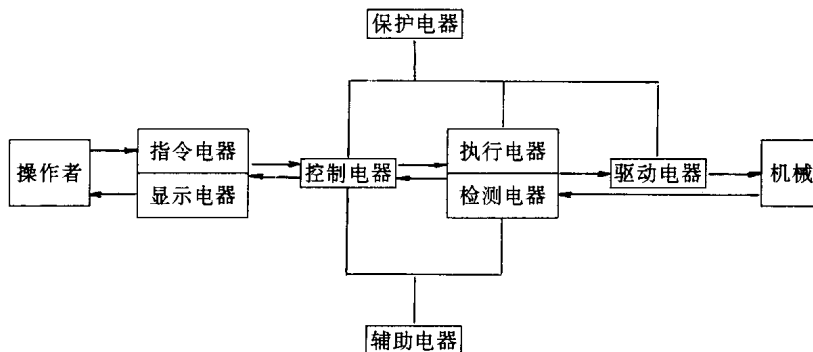 保护电器
操作者
指令电器
显示电器
控制电器
执行电器
检测电器
驱动电器
机械
辅助电器